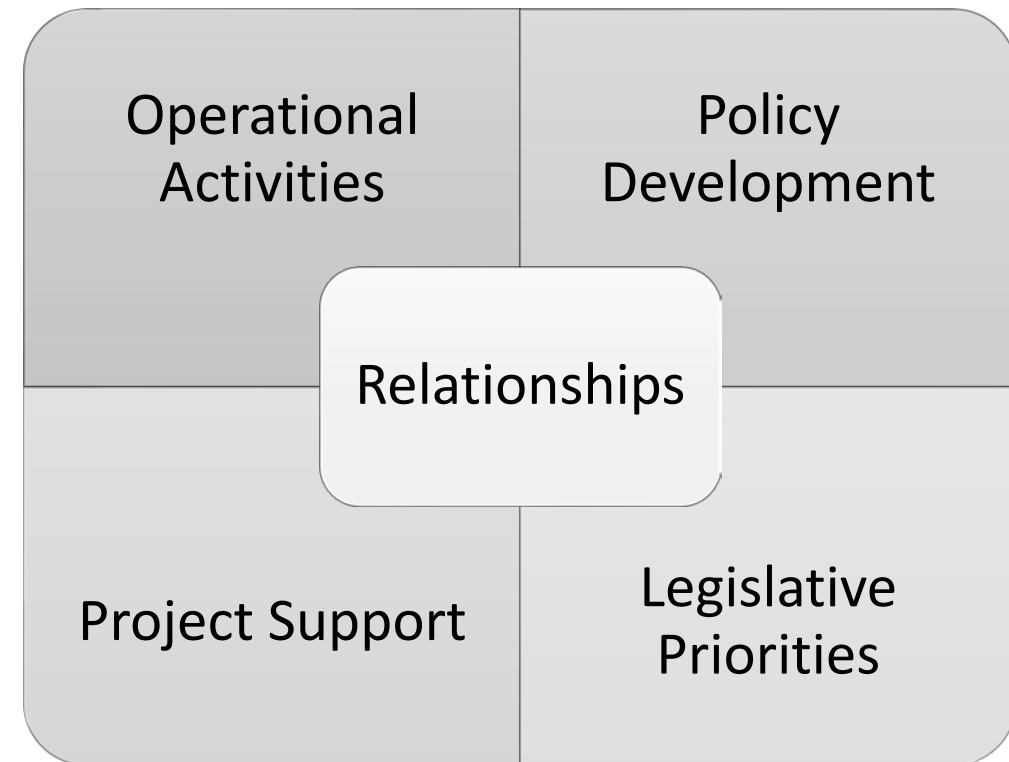 Operational
Activities
Policy
Development
Relationships
Project Support
Legislative
Priorities